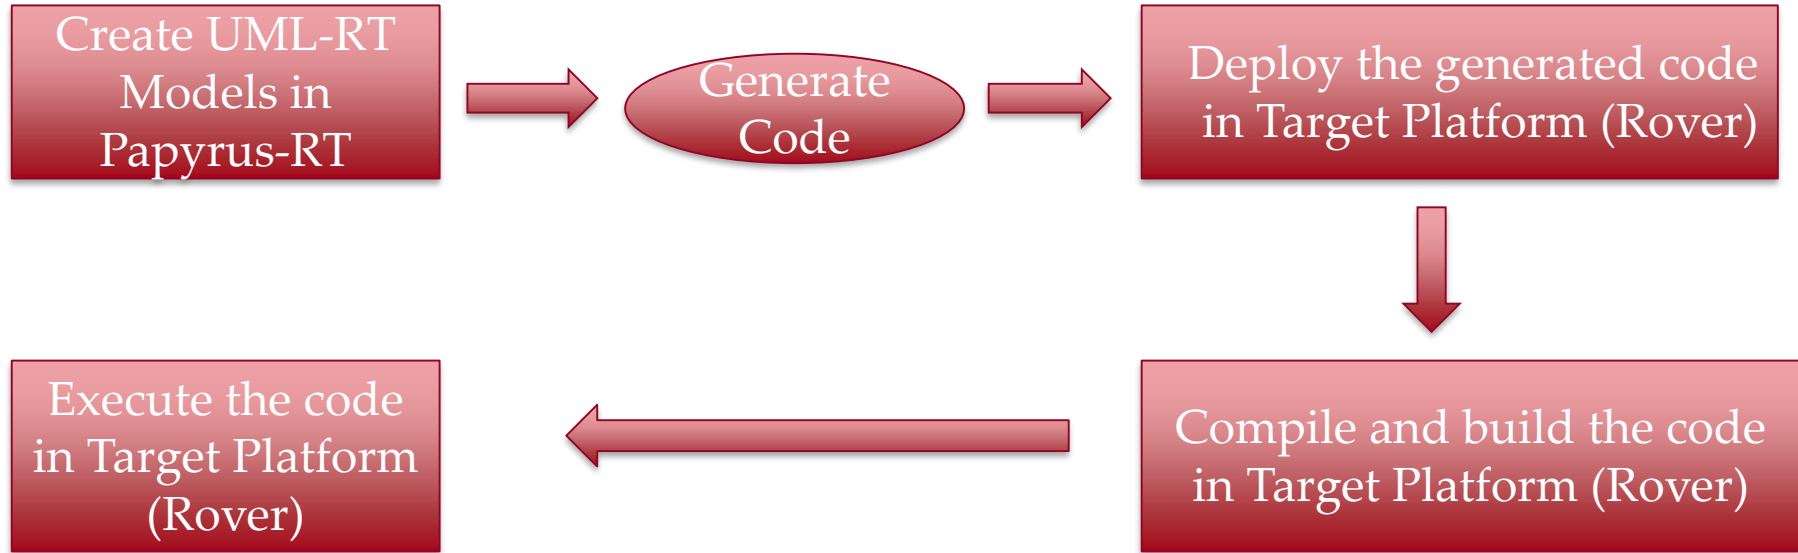 Create UML-RT
Models in
Papyrus-RT
Generate
Code
Deploy the generated code
in Target Platform (Rover)
Compile and build the code
in Target Platform (Rover)
Execute the code
in Target Platform
(Rover)